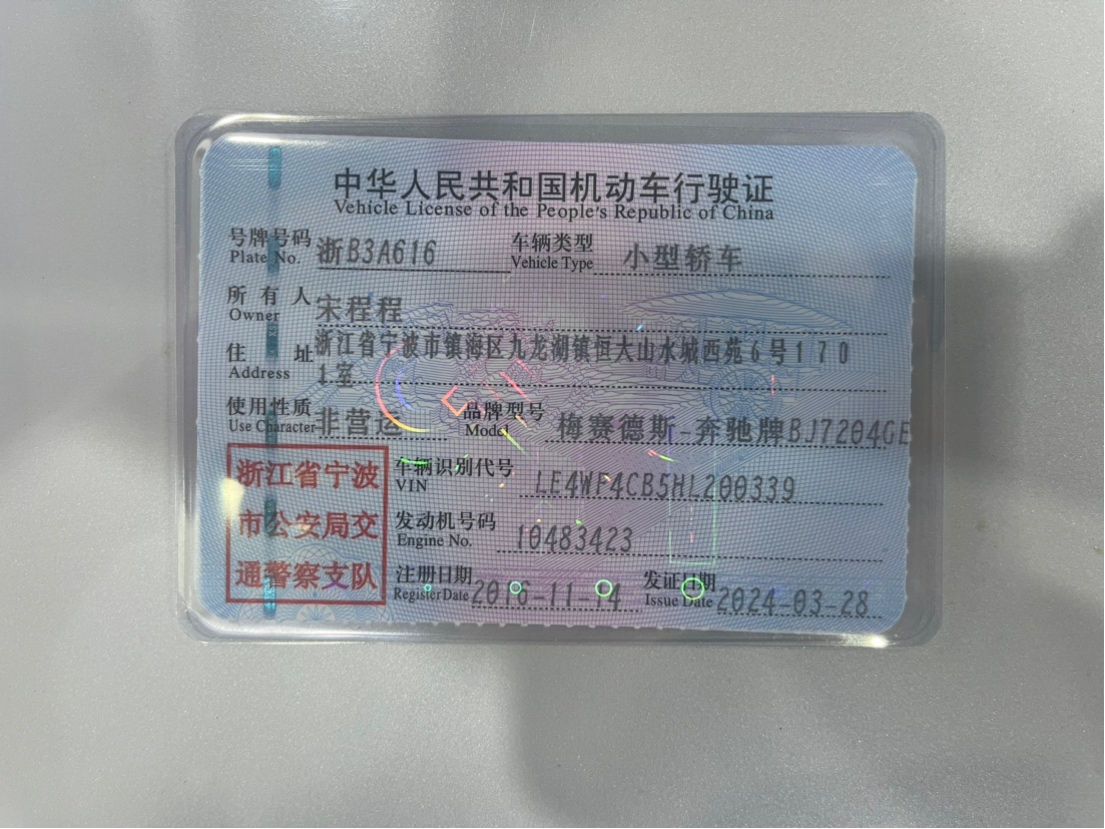 中华人民共和国机动车行驶证
Vehicle License of the People's Republic of China
号牌号码 浙B3A616 车辆类型 小型轿车
Plate No. Vehicle Type
所有人 宋程程
Owner
住址 浙江省宁波市镇海区九龙湖镇恒大山水城西苑6号170
Address 1室
使用性质 非营运 品牌型号 梅赛德斯-奔驰牌BJ7204GE
Use Character Model
浙江省宁波 车辆识别代号 LE4WF4CB5HL200339
VIN
市公安局交 发动机号码 10483423
Engine No.
通警察支队 注册日期 2016-11-14 发证日期 2024-03-28
Register Date Issue Date